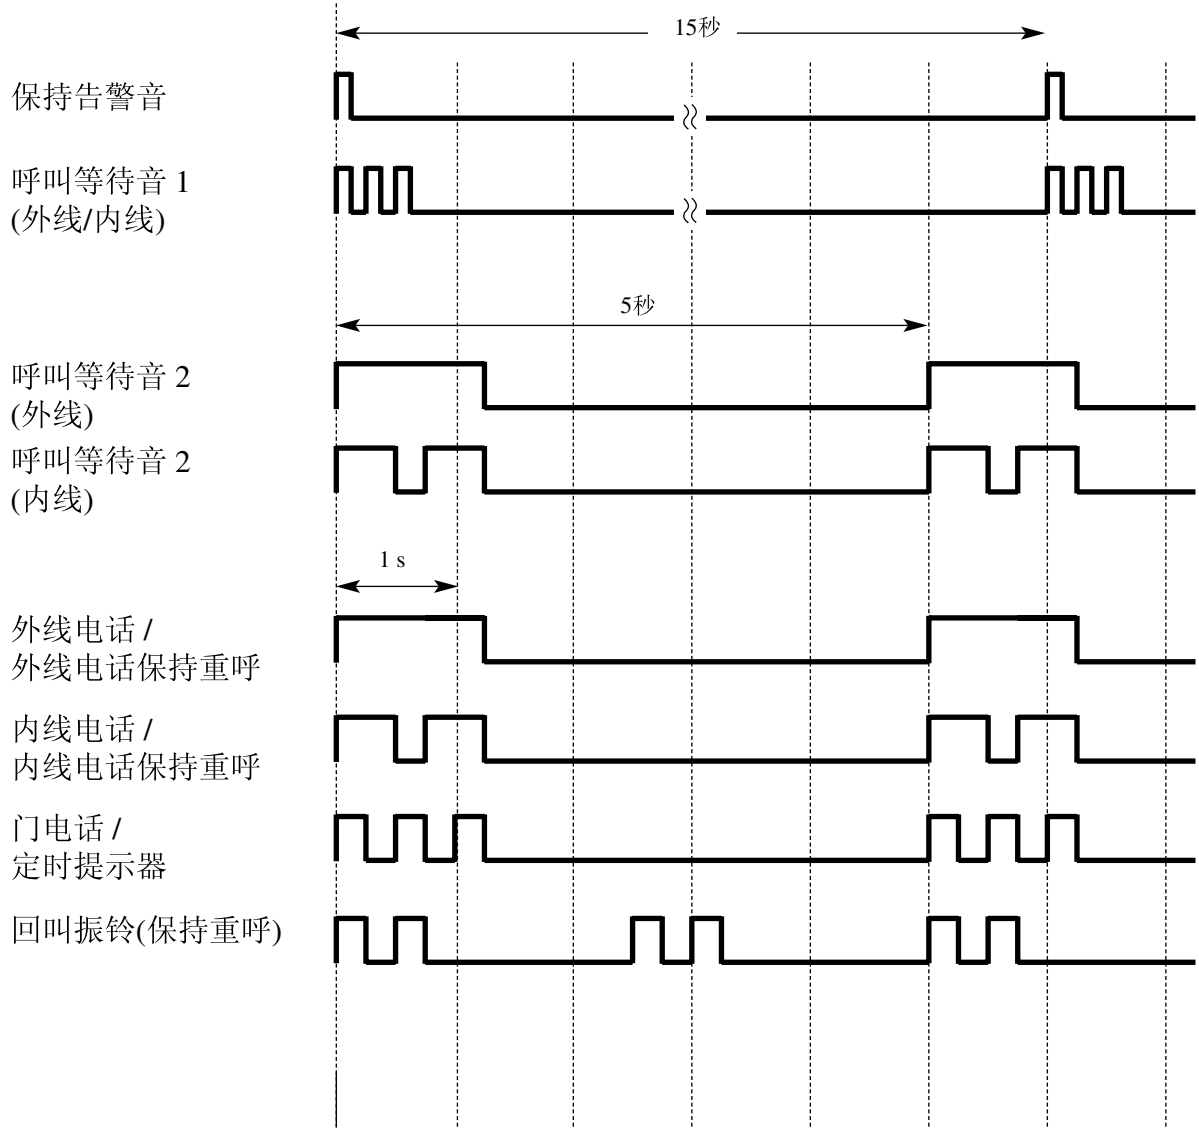 15秒
保持告警音
呼叫等待音 1
(外线/内线)
5秒
呼叫等待音 2
(外线)
呼叫等待音 2
(内线)
1 s
外线电话 /
外线电话保持重呼
内线电话 /
内线电话保持重呼
门电话 /
定时提示器
回叫振铃(保持重呼)